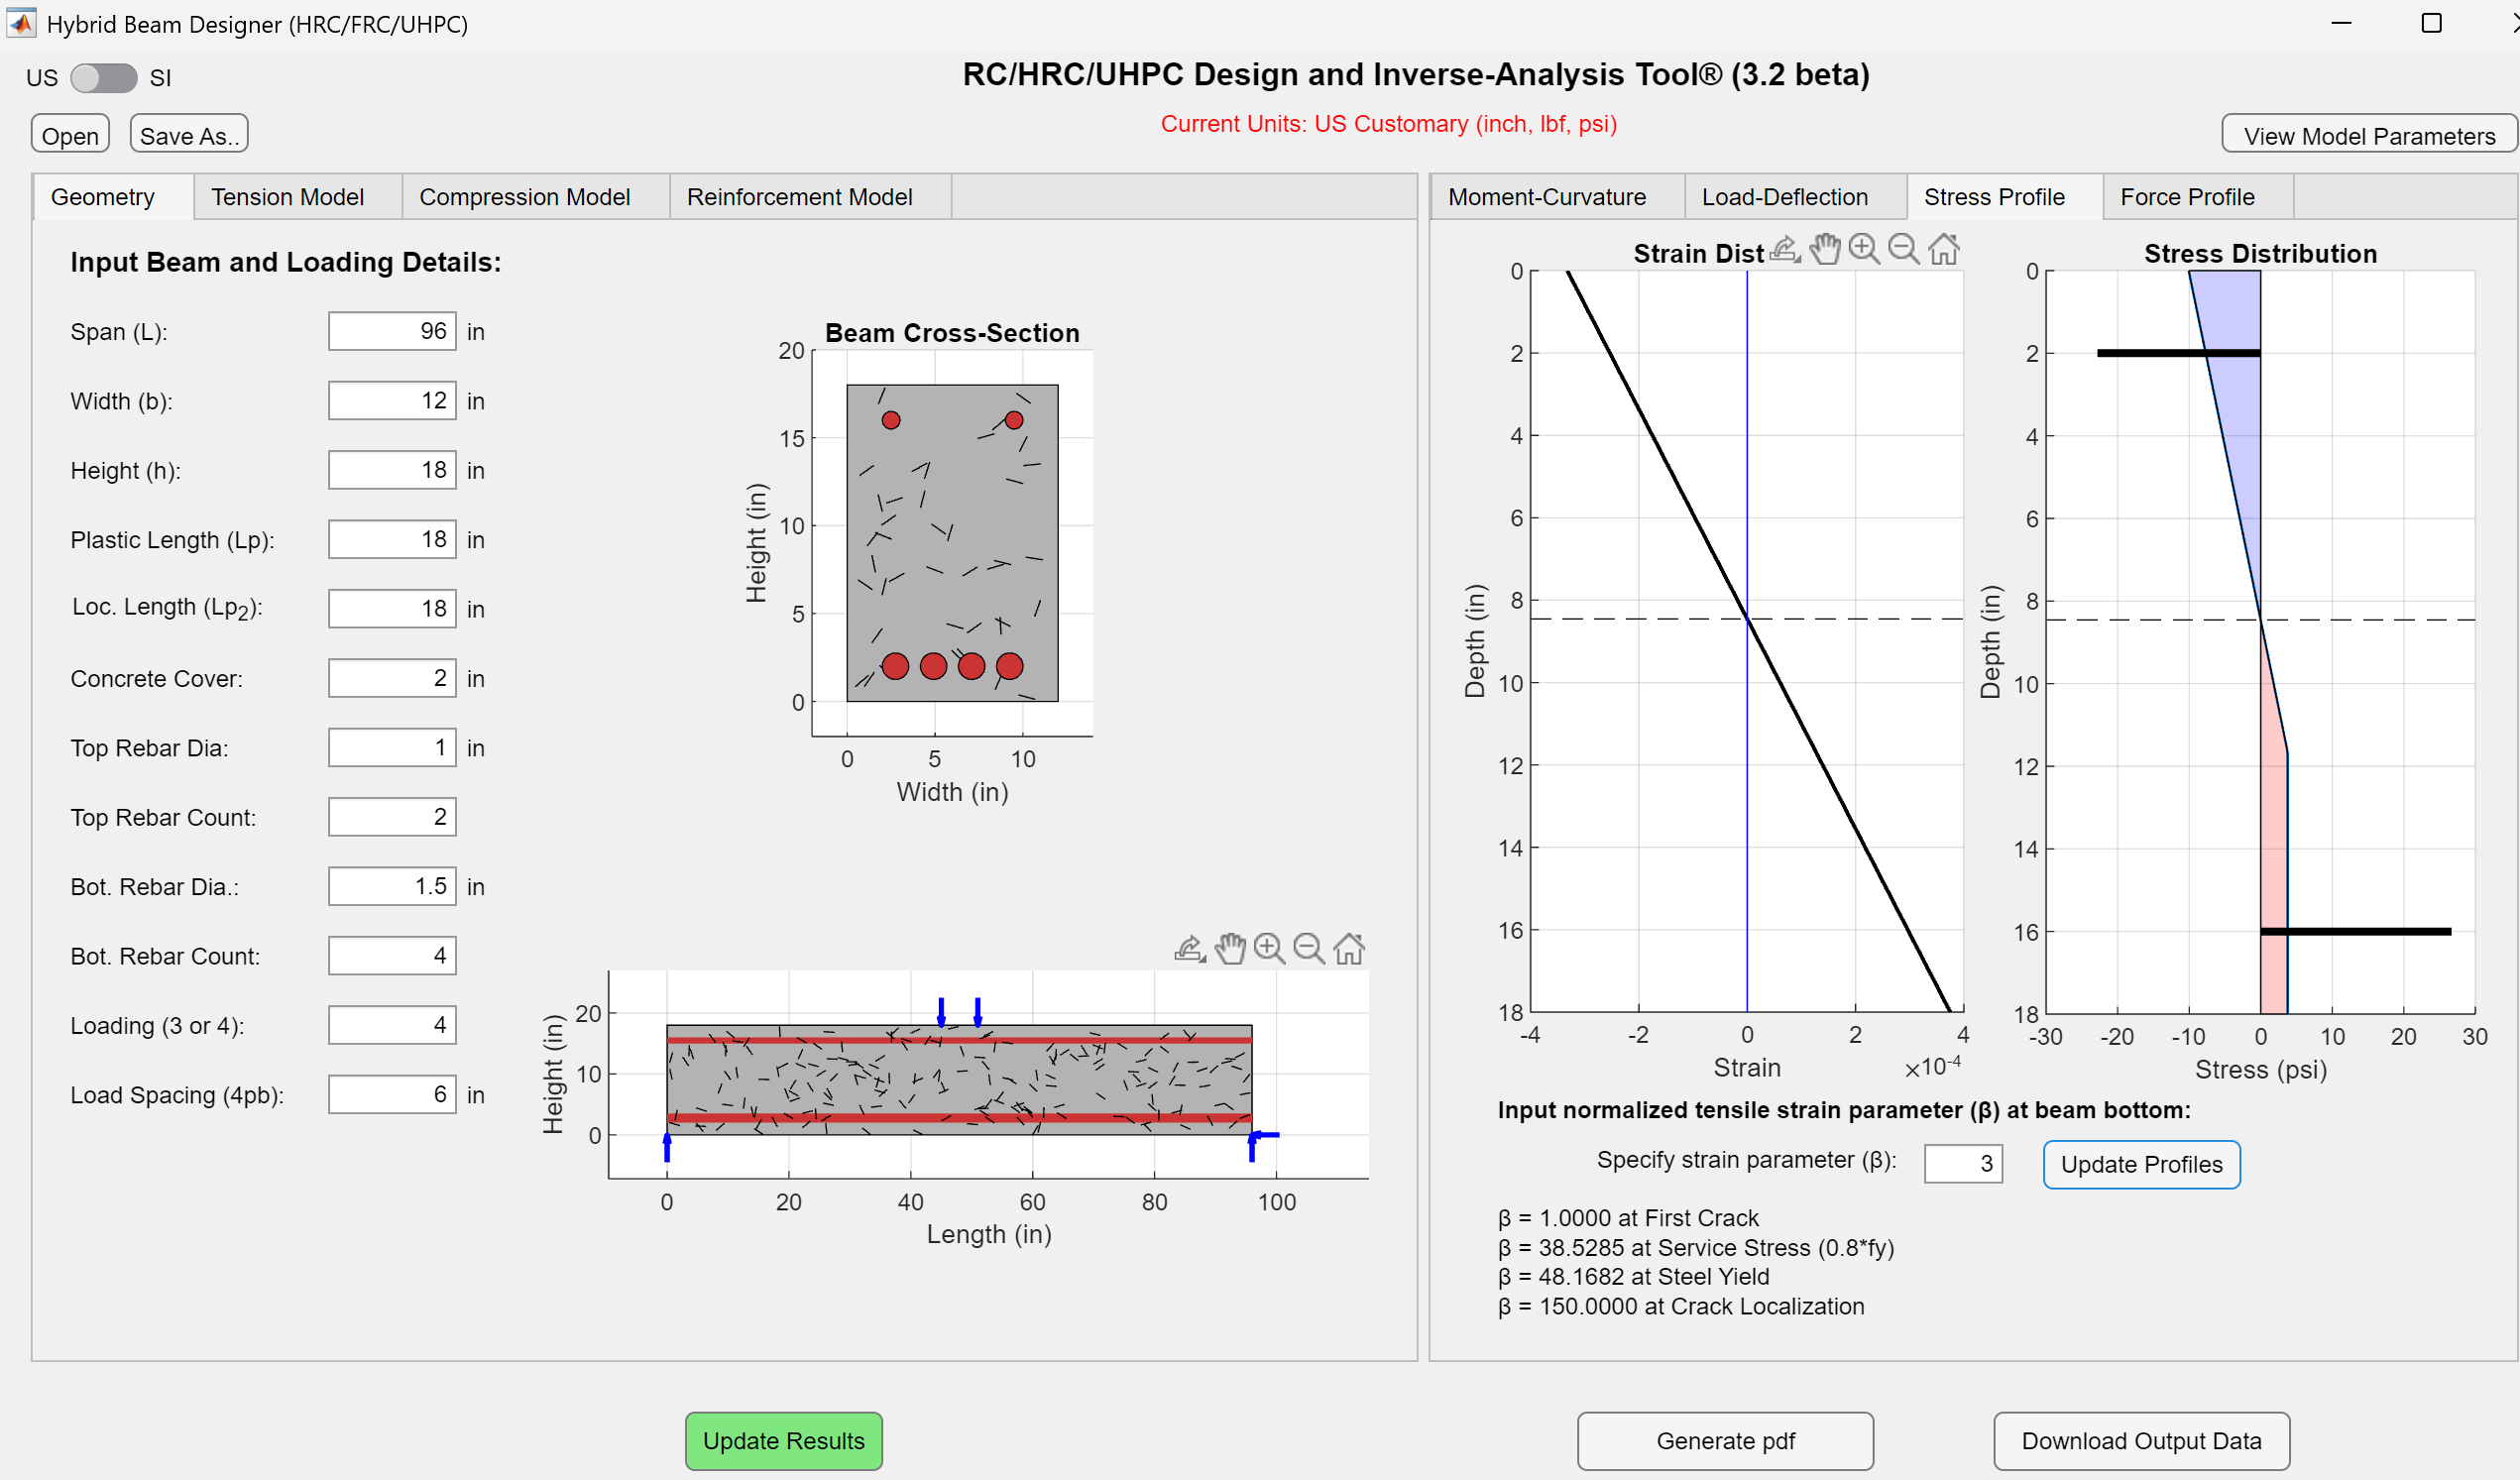 Hybrid Beam Designer (HRC/FRC/UHPC)
US SI
RC/HRC/UHPC Design and Inverse-Analysis Tool® (3.2 beta)
Current Units: US Customary (inch, lbf, psi)
Open Save As.. View Model Parameters
Geometry Tension Model Compression Model Reinforcement Model
Input Beam and Loading Details:
Span (L): 96 in
Width (b): 12 in
Height (h): 18 in
Plastic Length (Lp): 18 in
Loc. Length (Lp2): 18 in
Concrete Cover: 2 in
Top Rebar Dia: 1 in
Top Rebar Count: 2
Bot. Rebar Dia.: 1.5 in
Bot. Rebar Count: 4
Loading (3 or 4): 4
Load Spacing (4pb): 6 in
Beam Cross-Section
20
15
10
5
0
Height (in)
0 5 10
Width (in)
20
10
0
Height (in)
0 20 40 60 80 100
Length (in)
Update Results
Moment-Curvature Load-Deflection Stress Profile Force Profile
Strain Dist
0
2
4
6
8
10
12
14
16
18
Depth (in)
-4 -2 0 2 4
Strain
×10-4
Stress Distribution
0
2
4
6
8
10
12
14
16
18
Depth (in)
-30 -20 -10 0 10 20 30
Stress (psi)
Input normalized tensile strain parameter (β) at beam bottom:
Specify strain parameter (β): 3 Update Profiles
β = 1.0000 at First Crack
β = 38.5285 at Service Stress (0.8*fy)
β = 48.1682 at Steel Yield
β = 150.0000 at Crack Localization
Generate pdf Download Output Data